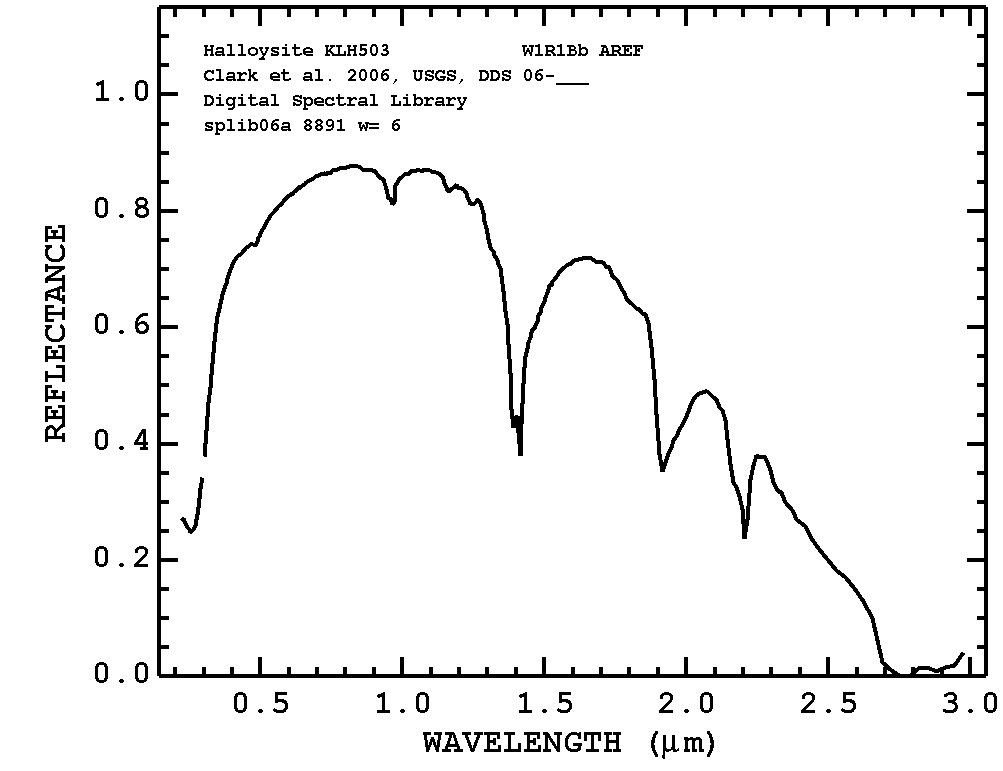 Halloysite KLH503 W1R1Bb AREF
Clark et al. 2006, USGS, DDS 06-___
Digital Spectral Library
splib06a 8891 w= 6
1.0
0.8
0.6
0.4
0.2
0.0
REFLECTANCE
0.5 1.0 1.5 2.0 2.5 3.0
WAVELENGTH (μm)